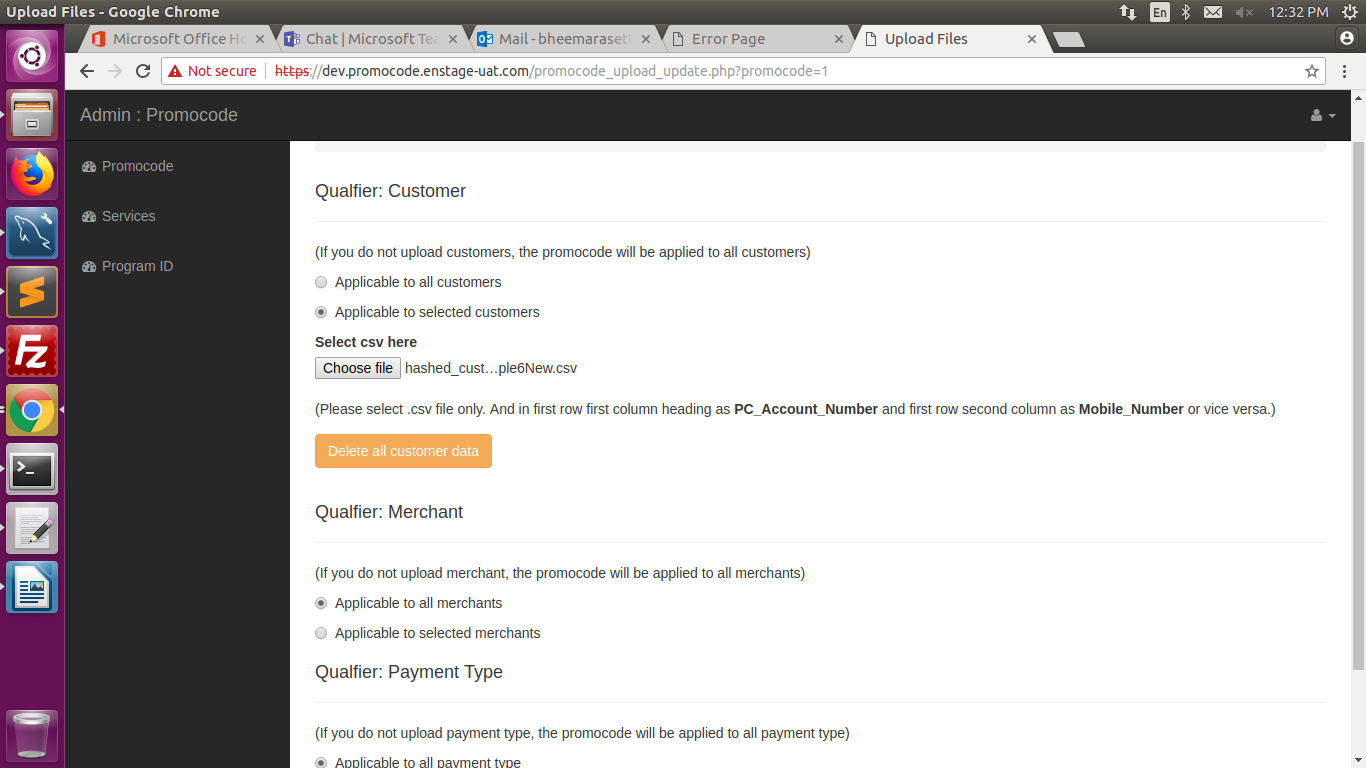 Upload Files - Google Chrome
En
12:32 PM
Microsoft Office Ho
Chat | Microsoft Tea
Mail - bheemarasett
Error Page
Upload Files
Not secure https://dev.promocode.enstage-uat.com/promocode_upload_update.php?promocode=1
Admin : Promocode
Promocode
Services
Program ID
Qualfier: Customer
(If you do not upload customers, the promocode will be applied to all customers)
Applicable to all customers
Applicable to selected customers
Select csv here
Choose file hashed_cust...ple6New.csv
(Please select .csv file only. And in first row first column heading as PC_Account_Number and first row second column as Mobile_Number or vice versa.)
Delete all customer data
Qualfier: Merchant
(If you do not upload merchant, the promocode will be applied to all merchants)
Applicable to all merchants
Applicable to selected merchants
Qualfier: Payment Type
(If you do not upload payment type, the promocode will be applied to all payment type)
Applicable to all payment type